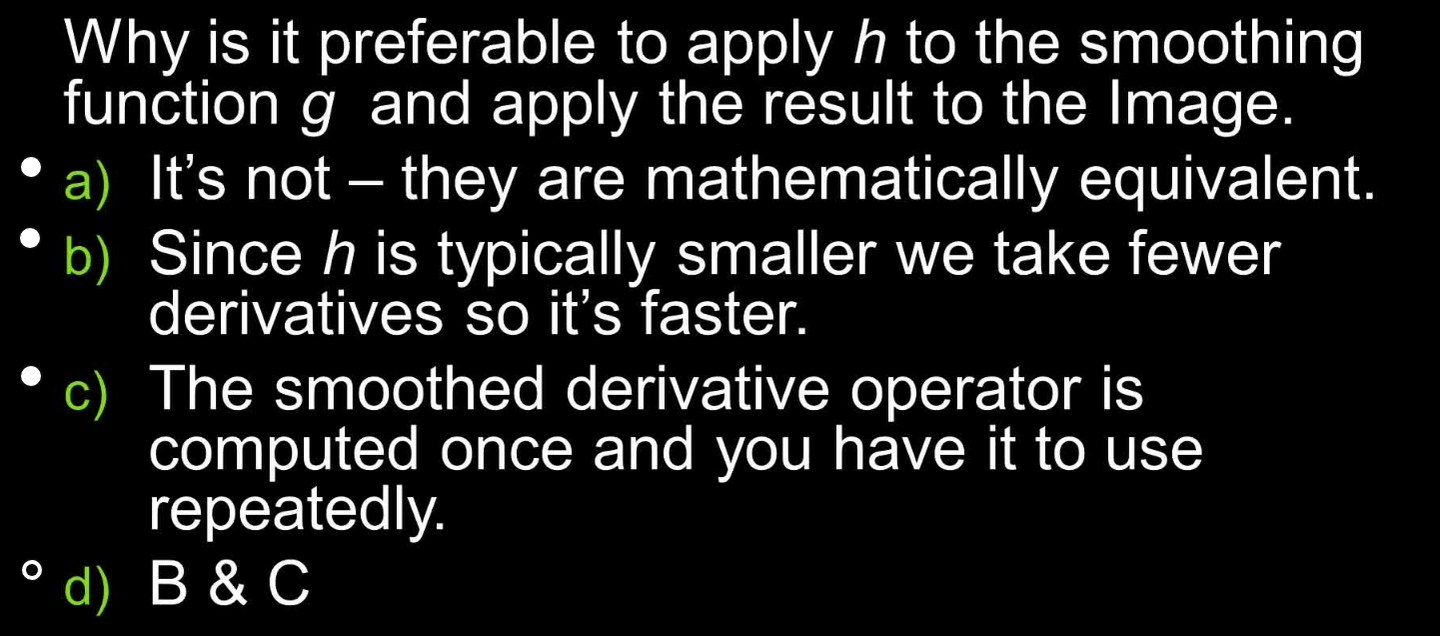 Why is it preferable to apply h to the smoothing
function g and apply the result to the Image.
a) It’s not – they are mathematically equivalent.
b) Since h is typically smaller we take fewer
derivatives so it’s faster.
c) The smoothed derivative operator is
computed once and you have it to use
repeatedly.
d) B & C